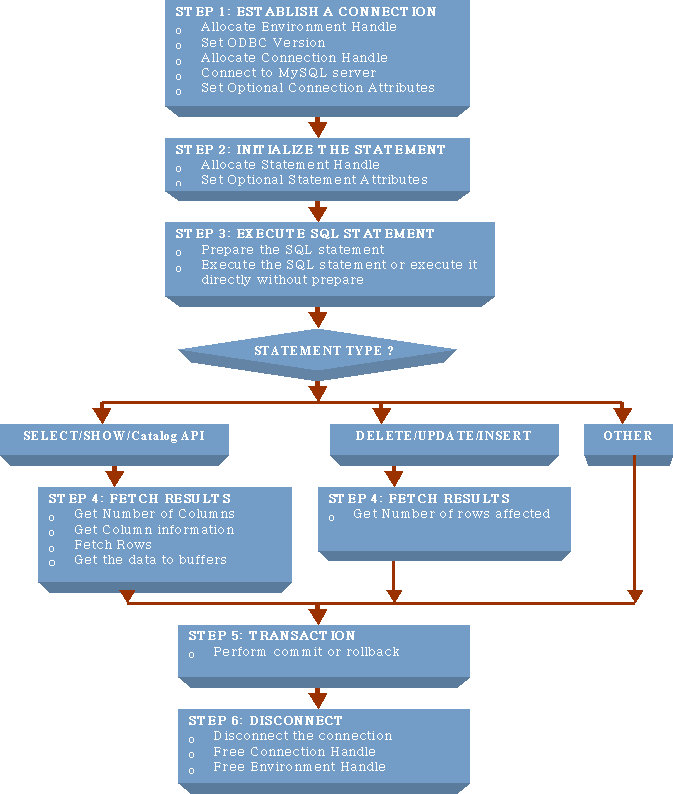 STEP 1: ESTABLISH A CONNECTION
o Allocate Environment Handle
o Set ODBC Version
o Allocate Connection Handle
o Connect to MySQL server
o Set Optional Connection Attributes
STEP 2: INITIALIZE THE STATEMENT
o Allocate Statement Handle
o Set Optional Statement Attributes
STEP 3: EXECUTE SQL STATEMENT
o Prepare the SQL statement
o Execute the SQL statement or execute it
directly without prepare
STATEMENT TYPE ?
SELECT/SHOW/Catalog API
DELETE/UPDATE/INSERT
OTHER
STEP 4: FETCH RESULTS
o Get Number of Columns
o Get Column information
o Fetch Rows
o Get the data to buffers
STEP 4: FETCH RESULTS
o Get Number of rows affected
STEP 5: TRANSACTION
o Perform commit or rollback
STEP 6: DISCONNECT
o Disconnect the connection
o Free Connection Handle
o Free Environment Handle